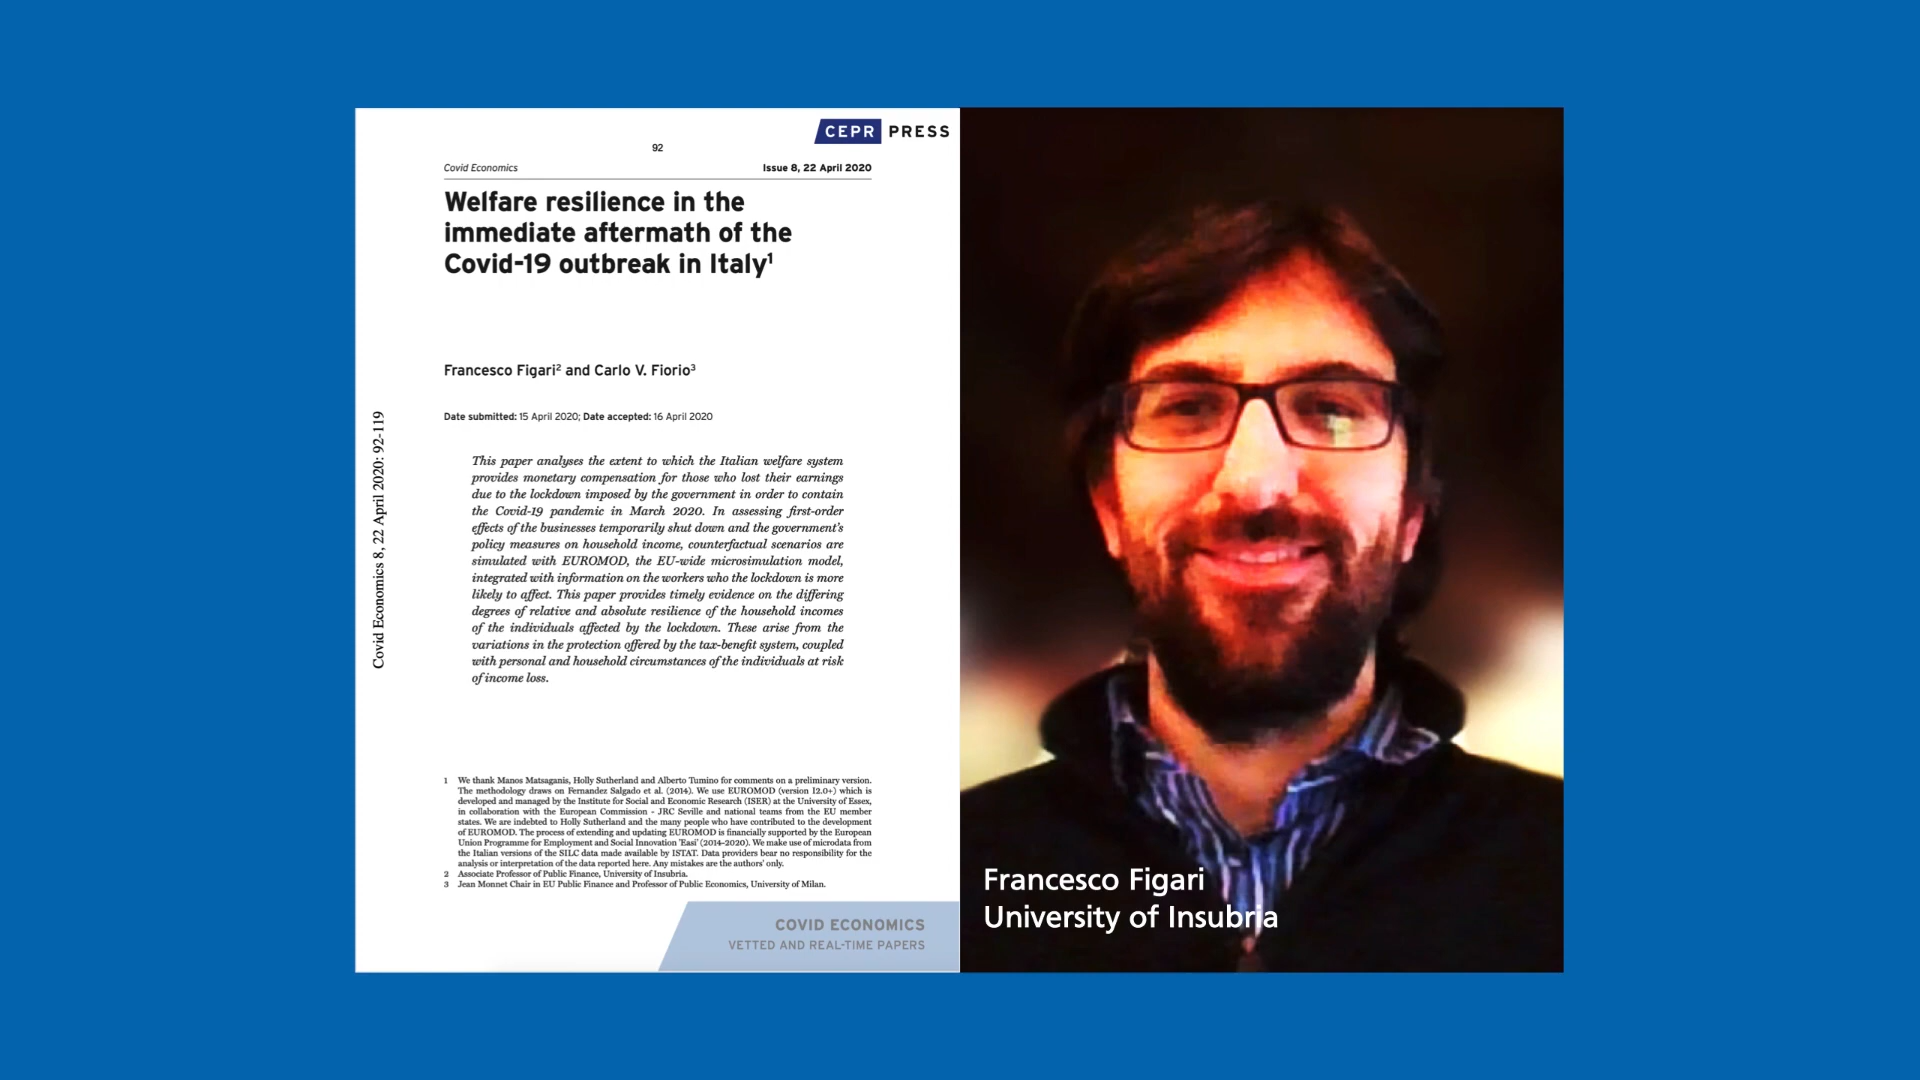 CEPR PRESS
92
Covid Economics
Issue 8, 22 April 2020
Welfare resilience in the
immediate aftermath of the
Covid-19 outbreak in Italy¹
Francesco Figari² and Carlo V. Fiorio³
Date submitted: 15 April 2020; Date accepted: 16 April 2020
This paper analyses the extent to which the Italian welfare system
provides monetary compensation for those who lost their earnings
due to the lockdown imposed by the government in order to contain
the Covid-19 pandemic in March 2020. In assessing first-order
effects of the businesses temporarily shut down and the government's
policy measures on household income, counterfactual scenarios are
simulated with EUROMOD, the EU-wide microsimulation model,
integrated with information on the workers who the lockdown is more
likely to affect. This paper provides timely evidence on the differing
degrees of relative and absolute resilience of the household incomes
of the individuals affected by the lockdown. These arise from the
variations in the protection offered by the tax-benefit system, coupled
with personal and household circumstances of the individuals at risk
of income loss.
Covid Economics 8, 22 April 2020: 92-119
1 We thank Manos Matsaganis, Holly Sutherland and Alberto Tumino for comments on a preliminary version.
The methodology draws on Fernandez Salgado et al. (2014). We use EUROMOD (version I2.0+) which is
developed and managed by the Institute for Social and Economic Research (ISER) at the University of Essex,
in collaboration with the European Commission - JRC Seville and national teams from the EU member
states. We are indebted to Holly Sutherland and the many people who have contributed to the development
of EUROMOD. The process of extending and updating EUROMOD is financially supported by the European
Union Programme for Employment and Social Innovation 'Easi' (2014–2020). We make use of microdata from
the Italian versions of the SILC data made available by ISTAT. Data providers bear no responsibility for the
analysis or interpretation of the data reported here. Any mistakes are the authors' only.
2 Associate Professor of Public Finance, University of Insubria.
3 Jean Monnet Chair in EU Public Finance and Professor of Public Economics, University of Milan.
COVID ECONOMICS
VETTED AND REAL-TIME PAPERS
Francesco Figari
University of Insubria